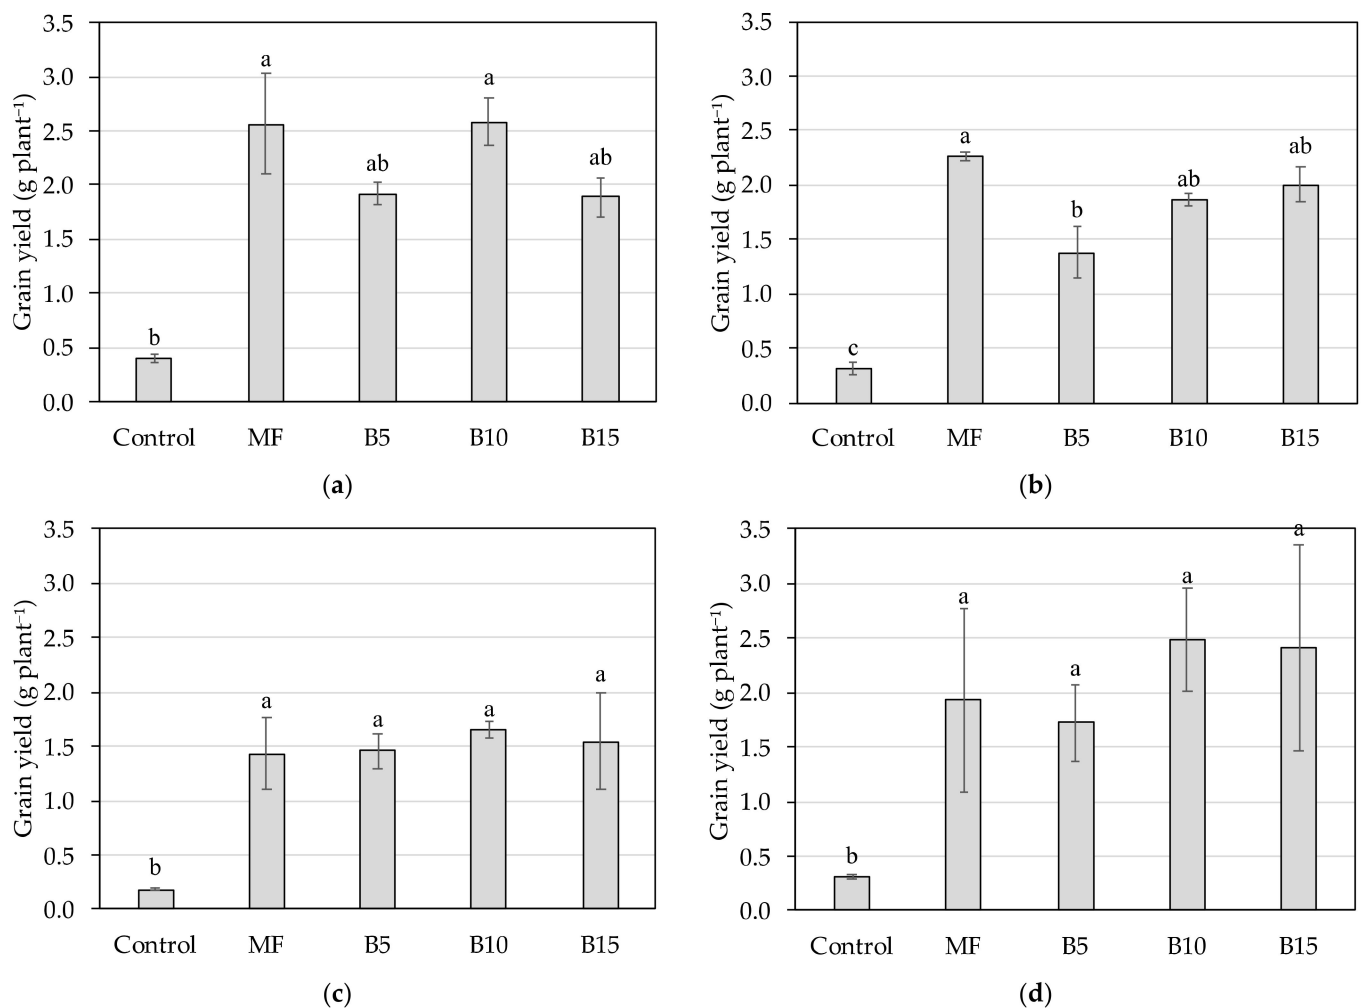 3.5
3.0
2.5
2.0
1.5
1.0
0.5
0.0
Grain yield (g plant⁻¹)
b
a
ab
a
ab
Control MF B5 B10 B15
(a)
3.5
3.0
2.5
2.0
1.5
1.0
0.5
0.0
Grain yield (g plant⁻¹)
c
a
b
ab
ab
Control MF B5 B10 B15
(b)
3.5
3.0
2.5
2.0
1.5
1.0
0.5
0.0
Grain yield (g plant⁻¹)
b
a
a
a
a
Control MF B5 B10 B15
(c)
3.5
3.0
2.5
2.0
1.5
1.0
0.5
0.0
Grain yield (g plant⁻¹)
b
a
a
a
a
Control MF B5 B10 B15
(d)